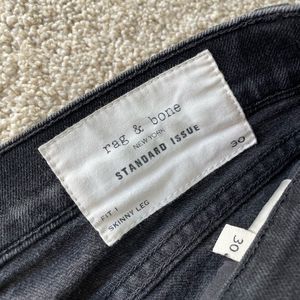 rag & bone
NEW YORK
STANDARD ISSUE
30
FIT 1
SKINNY LEG
30